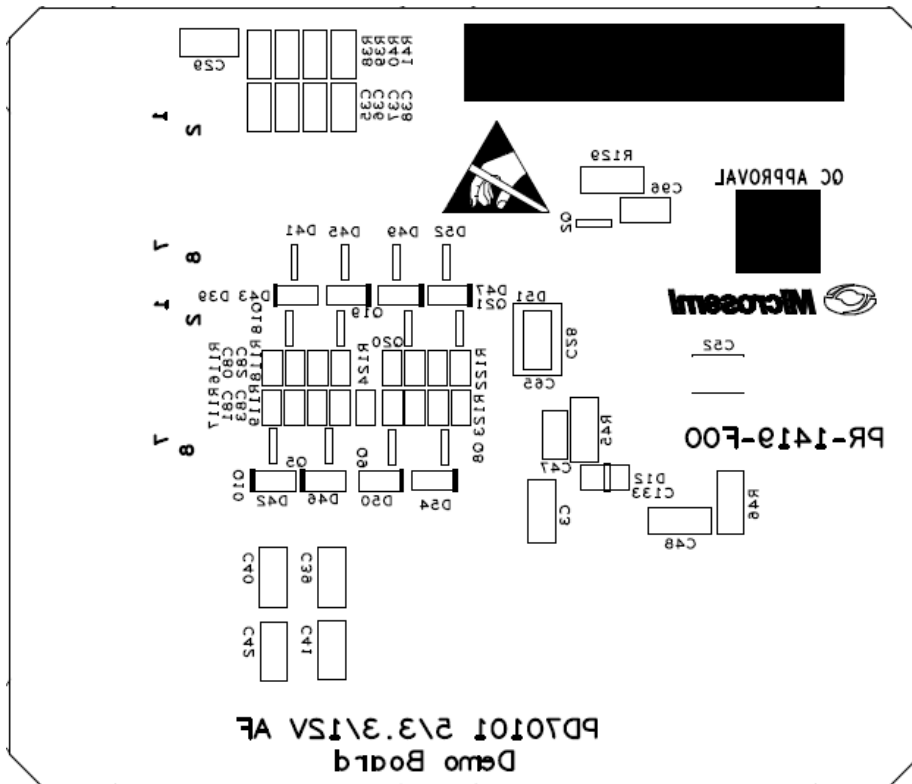 R38
R39
R40
R41
C29
C35
C36
C37
C38
1
2
R129
C96
QC APPROVAL
Q2
7
8
D41
D45
D49
D52
D39
D43
D47
Q21
D51
Microsemi
1
2
Q18
Q19
Q20
C28
C52
R116
C80
C82
R118
R124
R122
C65
R117
C81
C83
R119
R123
R45
PR-1419-F00
7
8
Q10
Q5
Q9
Q8
C47
D42
D46
D50
D54
D12
C133
C3
C48
R46
C40
C39
C42
C41
PD70101 5/3.3/12V AF
Demo Board